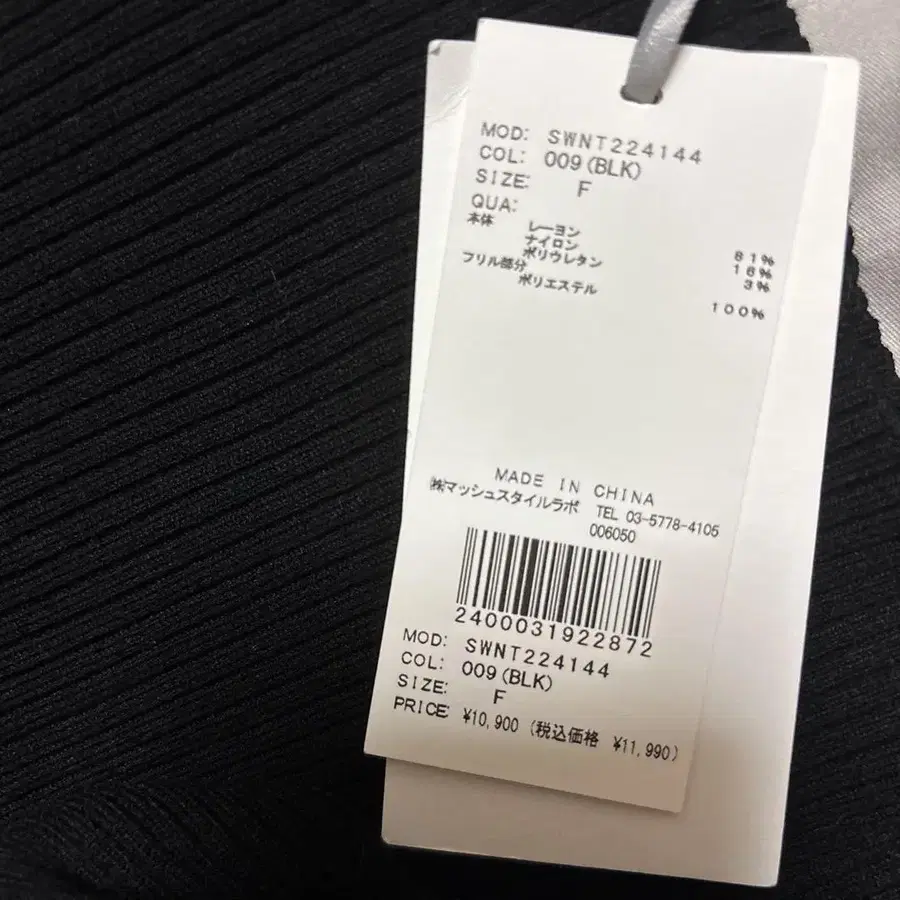 MOD: SWNT224144
COL: 009(BLK)
SIZE: F
QUA:
本体
レーヨン 81%
ナイロン 16%
ポリウレタン 3%
フリル部分
ポリエステル 100%
MADE IN CHINA
㈱マッシュスタイルラボ TEL 03-5778-4105
006050
2400031922872
MOD: SWNT224144
COL: 009(BLK)
SIZE: F
PRICE: ¥10,900 (税込価格 ¥11,990)